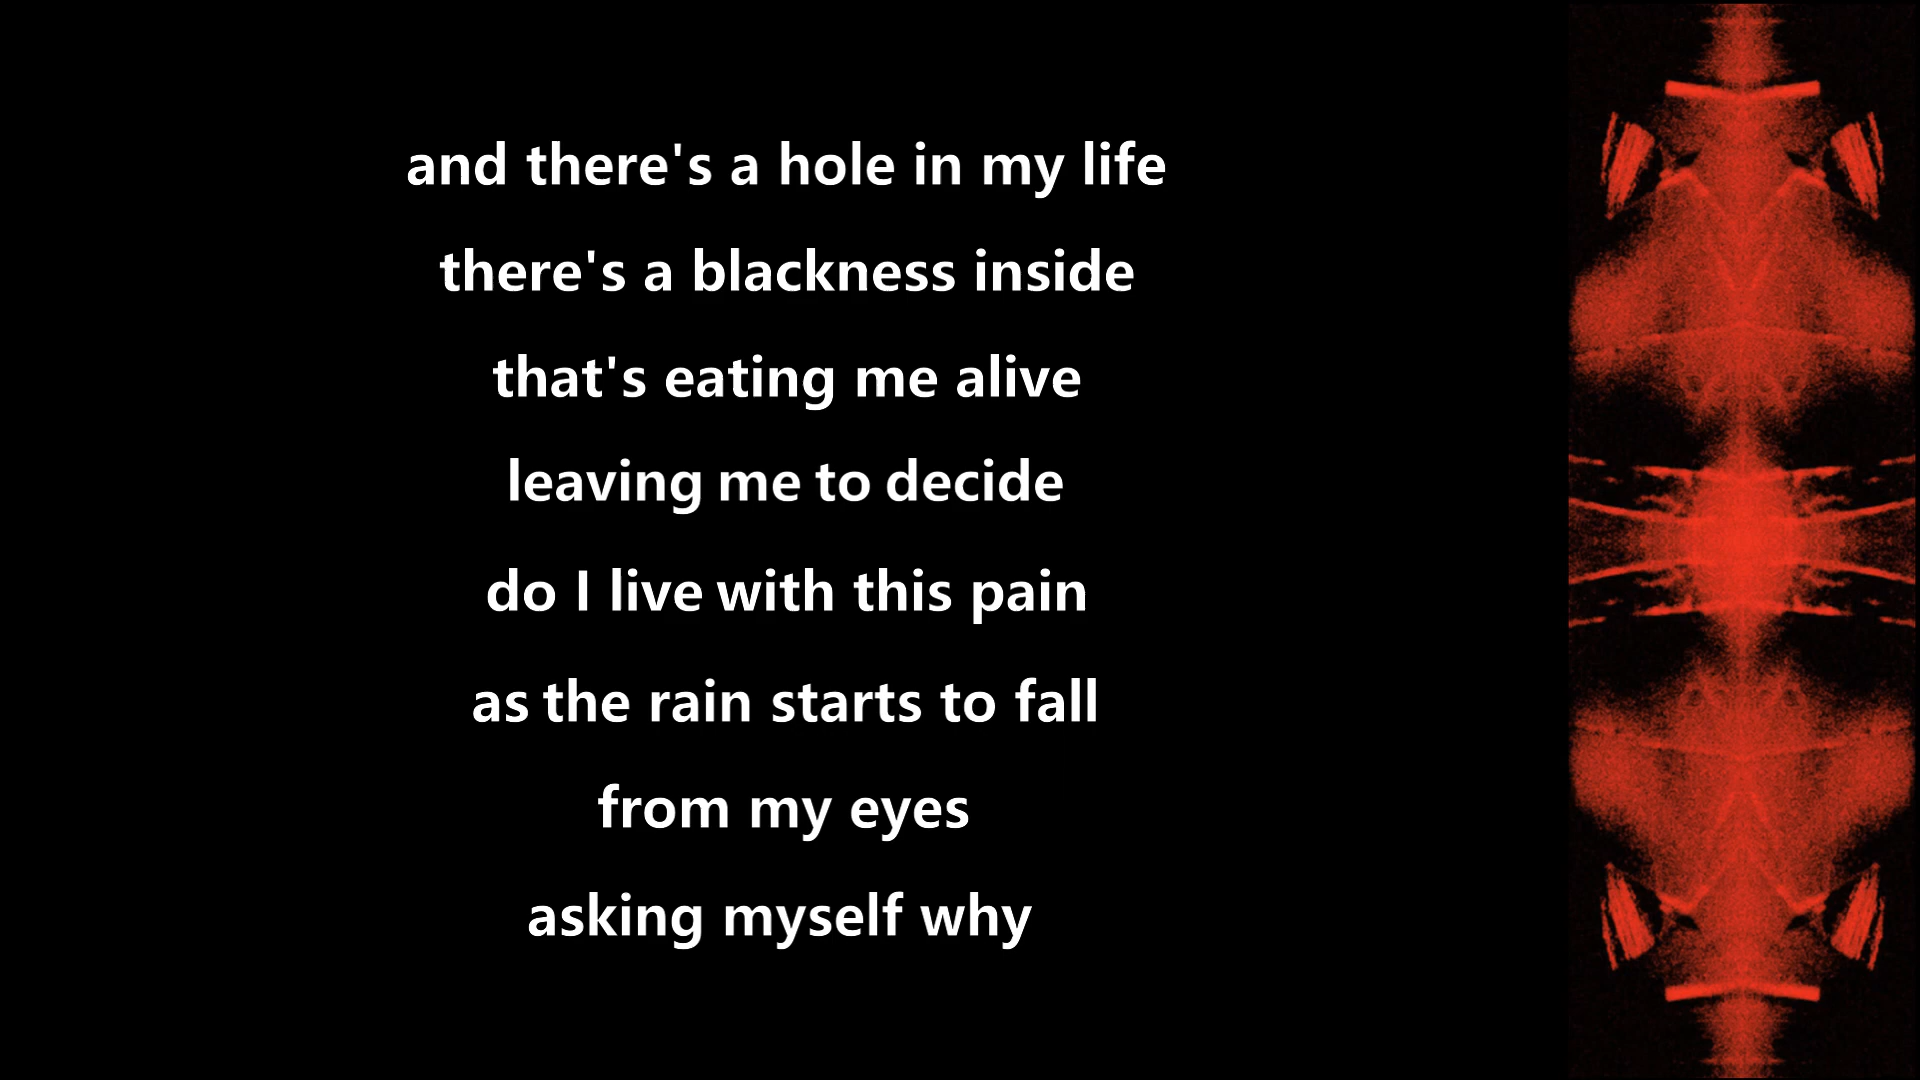 and there's a hole in my life
there's a blackness inside
that's eating me alive
leaving me to decide
do I live with this pain
as the rain starts to fall
from my eyes
asking myself why